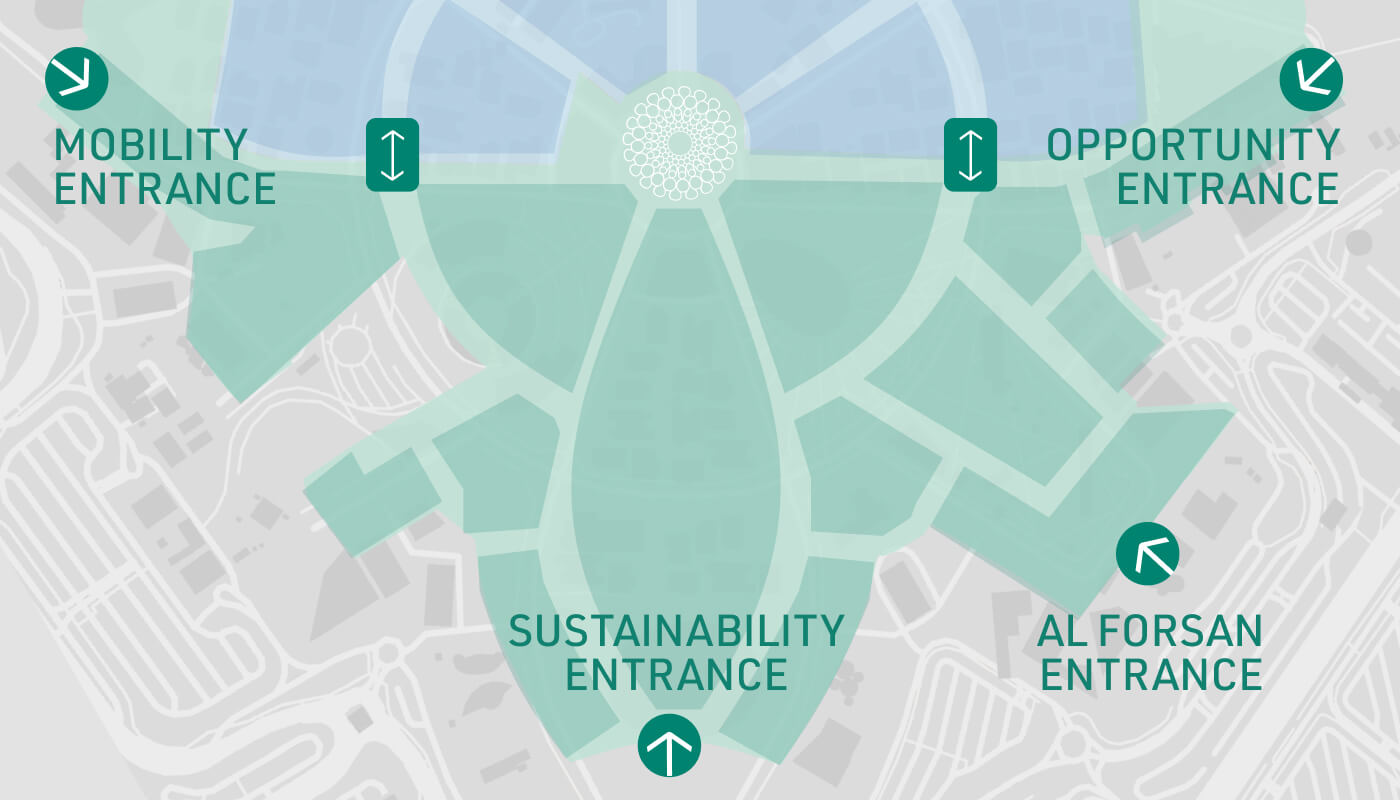 MOBILITY
ENTRANCE
OPPORTUNITY
ENTRANCE
SUSTAINABILITY
ENTRANCE
AL FORSAN
ENTRANCE